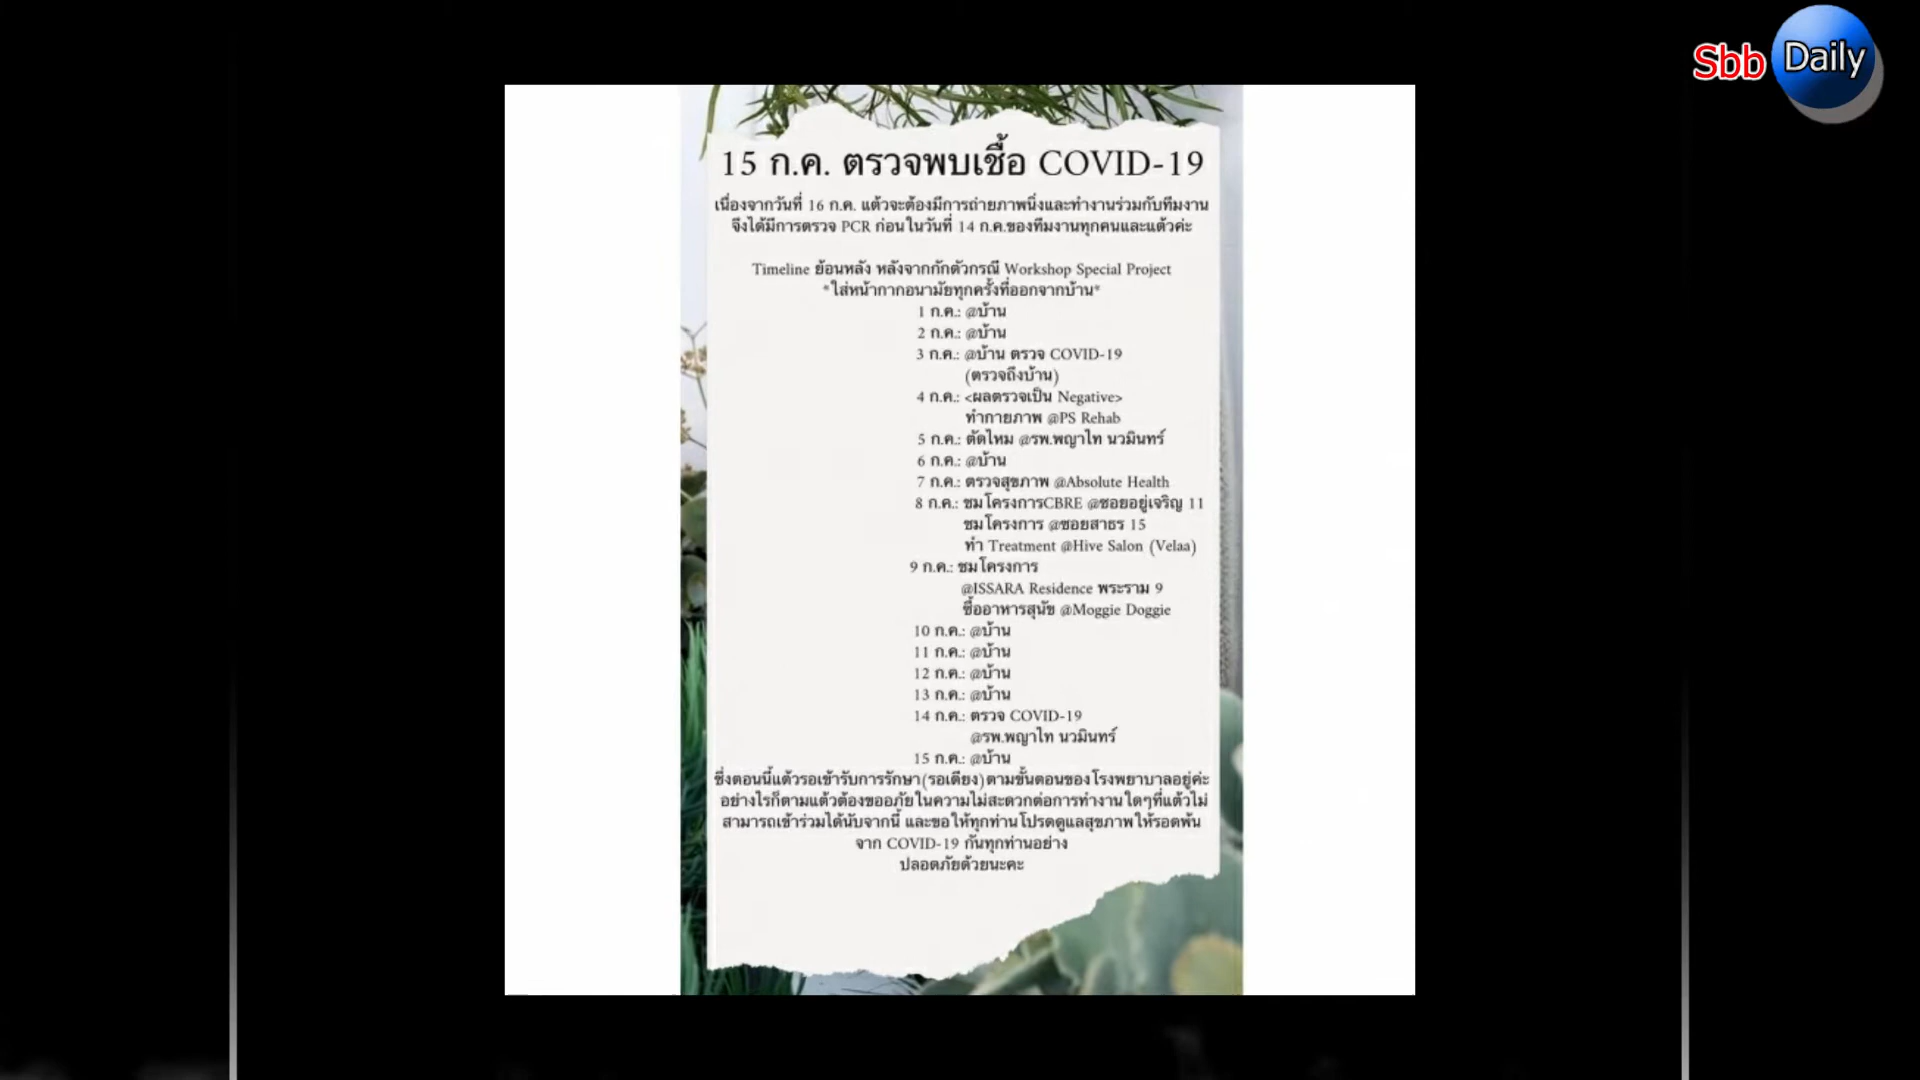 Sbb Daily
15 ก.ค. ตรวจพบเชื้อ COVID-19
เนื่องจากวันที่ 16 ก.ค. แต้วจะต้องมีการถ่ายภาพนิ่งและทำงานร่วมกับทีมงาน
จึงได้มีการตรวจ PCR ก่อนในวันที่ 14 ก.ค.ของทีมงานทุกคนและแต้วค่ะ
Timeline ย้อนหลัง หลังจากกักตัวกรณี Workshop Special Project
*ใส่หน้ากากอนามัยทุกครั้งที่ออกจากบ้าน*
1 ก.ค.: @บ้าน
2 ก.ค.: @บ้าน
3 ก.ค.: @บ้าน ตรวจ COVID-19
(ตรวจถึงบ้าน)
4 ก.ค.: <ผลตรวจเป็น Negative>
ทำกายภาพ @PS Rehab
5 ก.ค.: ตัดไหม @รพ.พญาไท นวมินทร์
6 ก.ค.: @บ้าน
7 ก.ค.: ตรวจสุขภาพ @Absolute Health
8 ก.ค.: ชมโครงการCBRE @ซอยอยู่เจริญ 11
ชมโครงการ @ซอยสาธร 15
ทำ Treatment @Hive Salon (Velaa)
9 ก.ค.: ชมโครงการ
@ISSARA Residence พระราม 9
ซื้ออาหารสุนัข @Moggie Doggie
10 ก.ค.: @บ้าน
11 ก.ค.: @บ้าน
12 ก.ค.: @บ้าน
13 ก.ค.: @บ้าน
14 ก.ค.: ตรวจ COVID-19
@รพ.พญาไท นวมินทร์
15 ก.ค.: @บ้าน
ซึ่งตอนนี้แต้วรอเข้ารับการรักษา(รอเตียง)ตามขั้นตอนของโรงพยาบาลอยู่ค่ะ
อย่างไรก็ตามแต้วต้องขออภัยในความไม่สะดวกต่อการทำงานใดๆที่แต้วไม่
สามารถเข้าร่วมได้นับจากนี้ และขอให้ทุกท่านโปรดดูแลสุขภาพให้รอดพ้น
จาก COVID-19 กันทุกท่านอย่าง
ปลอดภัยด้วยนะคะ